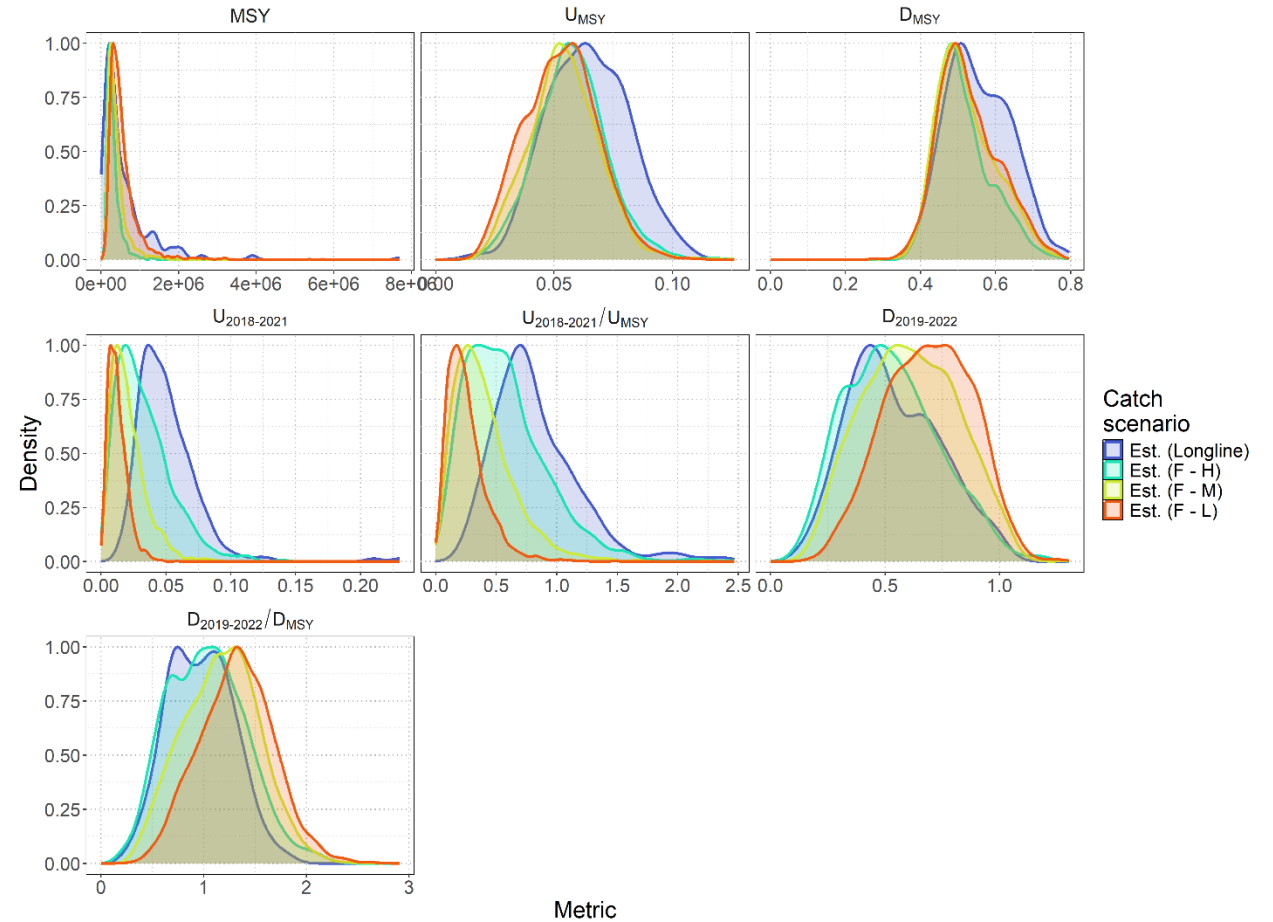 MSY
U_MSY
D_MSY
1.00
0.75
0.50
0.25
0.00
0e+00 2e+06 4e+06 6e+06 8e+06
0.00 0.05 0.10
0.0 0.2 0.4 0.6 0.8
U_2018-2021
U_2018-2021/U_MSY
D_2019-2022
1.00
0.75
0.50
0.25
0.00
0.00 0.05 0.10 0.15 0.20
0.0 0.5 1.0 1.5 2.0 2.5
0.0 0.5 1.0
D_2019-2022/D_MSY
1.00
0.75
0.50
0.25
0.00
0 1 2 3
Density
Metric
Catch
scenario
Est. (Longline)
Est. (F - H)
Est. (F - M)
Est. (F - L)